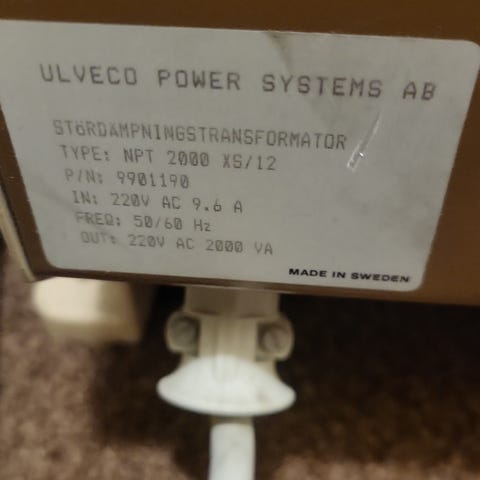 ULVECO POWER SYSTEMS AB
STÖRDÄMPNINGSTRANSFORMATOR
TYPE: NPT 2000 XS/12
P/N: 9901190
IN: 220V AC 9.6 A
FREQ: 50/60 Hz
OUT: 220V AC 2000 VA
MADE IN SWEDEN